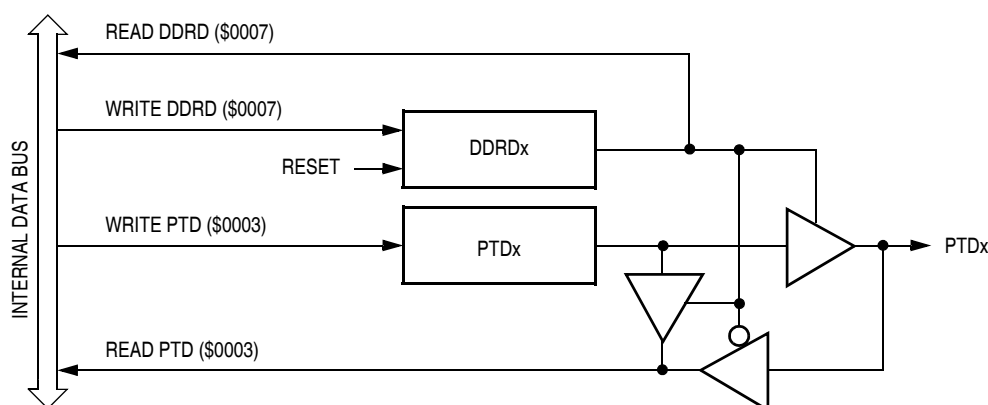 READ DDRD ($0007)
WRITE DDRD ($0007)
DDRDx
RESET
INTERNAL DATA BUS
WRITE PTD ($0003)
PTDx
PTDx
READ PTD ($0003)